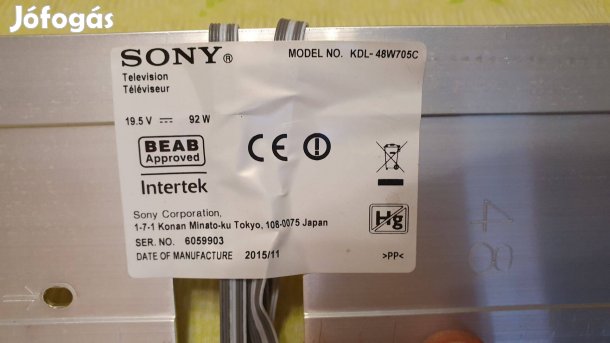 Jófogás
SONY®
MODEL NO. KDL-48W705C
Television
Téléviseur
19.5 V 92 W
BEAB
Approved
Intertek
CE
Sony Corporation,
1-7-1 Konan Minato-ku Tokyo, 108-0075 Japan
Hg
SER. NO. 6059903
DATE OF MANUFACTURE 2015/11
>PP<
48